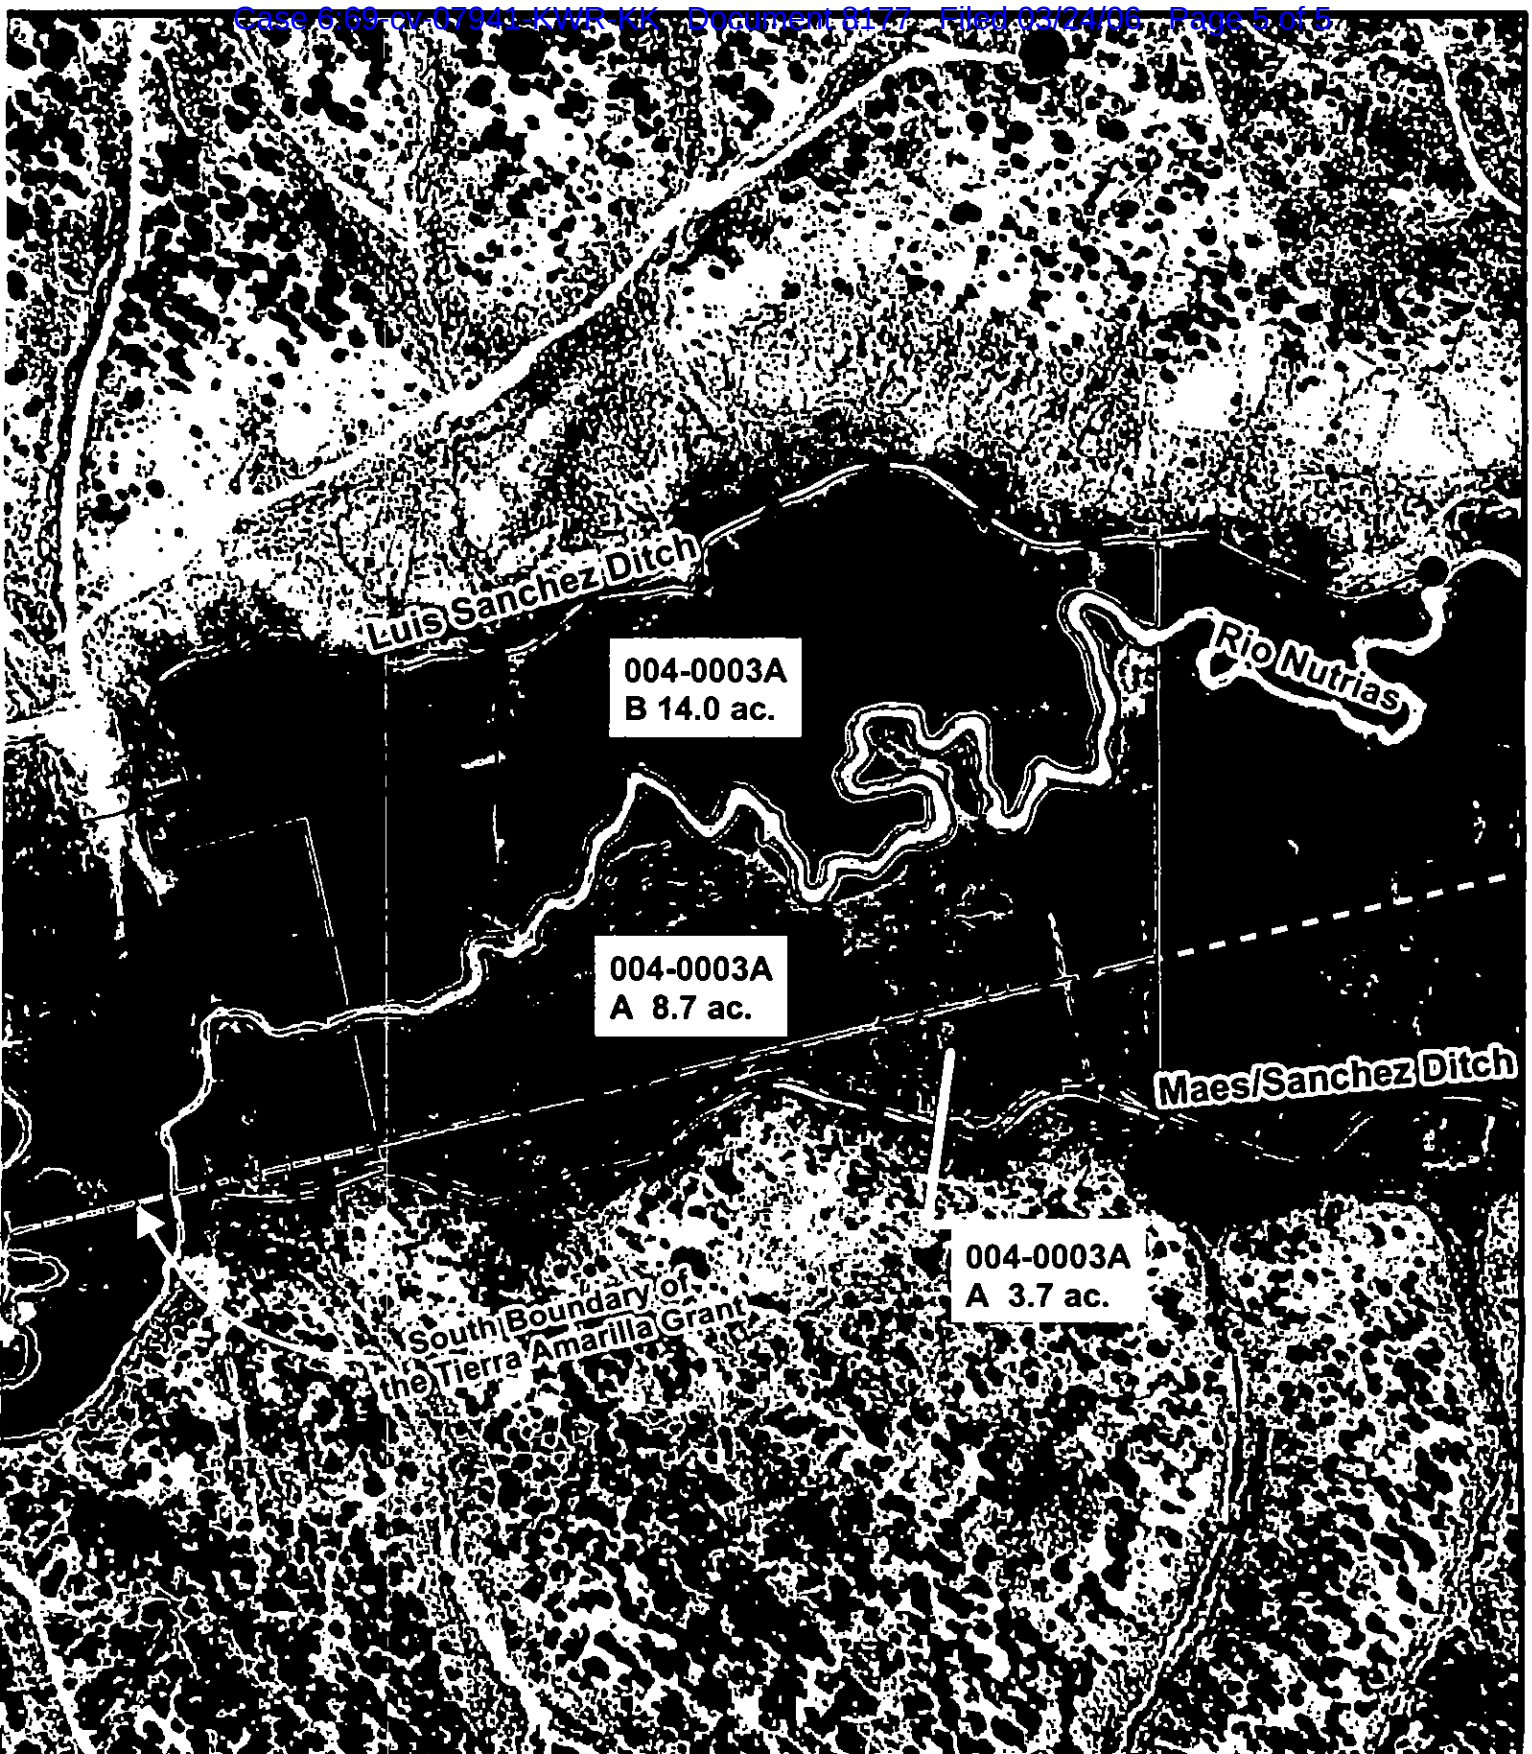 Case 6:69-cv-07941-KWR-KK Document 8177 Filed 03/24/06 Page 5 of 5
Luis Sanchez Ditch
004-0003A
B 14.0 ac.
Rio Nutrias
004-0003A
A 8.7 ac.
Maes/Sanchez Ditch
004-0003A
A 3.7 ac.
South Boundary of
the Tierra Amarilla Grant